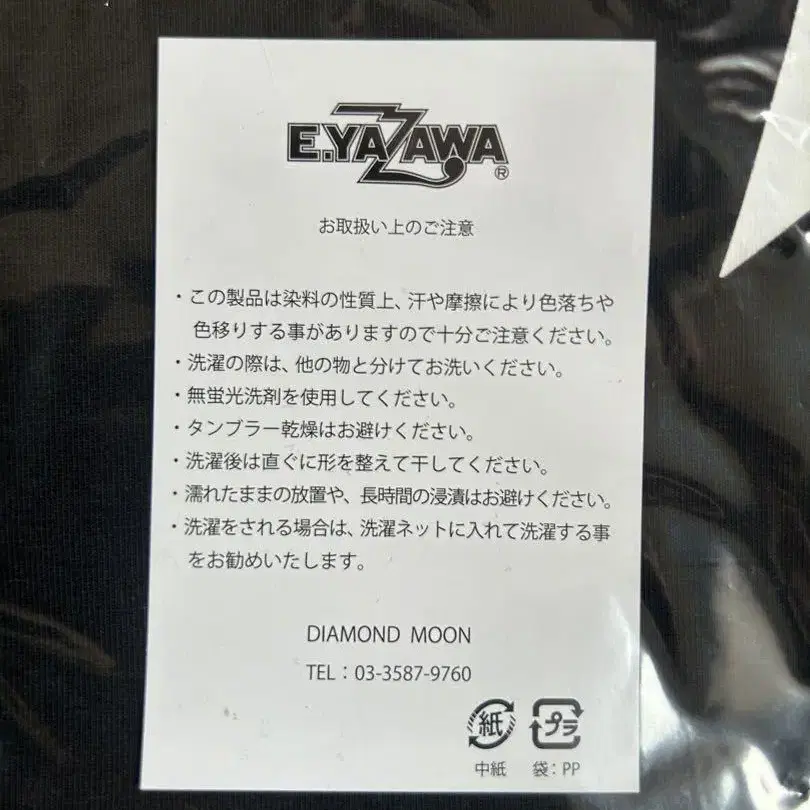 E.YAZAWA®
お取扱い上のご注意
・この製品は染料の性質上、汗や摩擦により色落ちや
色移りする事がありますので十分ご注意ください。
・洗濯の際は、他の物と分けてお洗いください。
・無蛍光洗剤を使用してください。
・タンブラー乾燥はお避けください。
・洗濯後は直ぐに形を整えて干してください。
・濡れたままの放置や、長時間の浸漬はお避けください。
・洗濯をされる場合は、洗濯ネットに入れて洗濯する事
をお勧めいたします。
DIAMOND MOON
TEL：03-3587-9760
紙 プラ
中紙 袋：PP